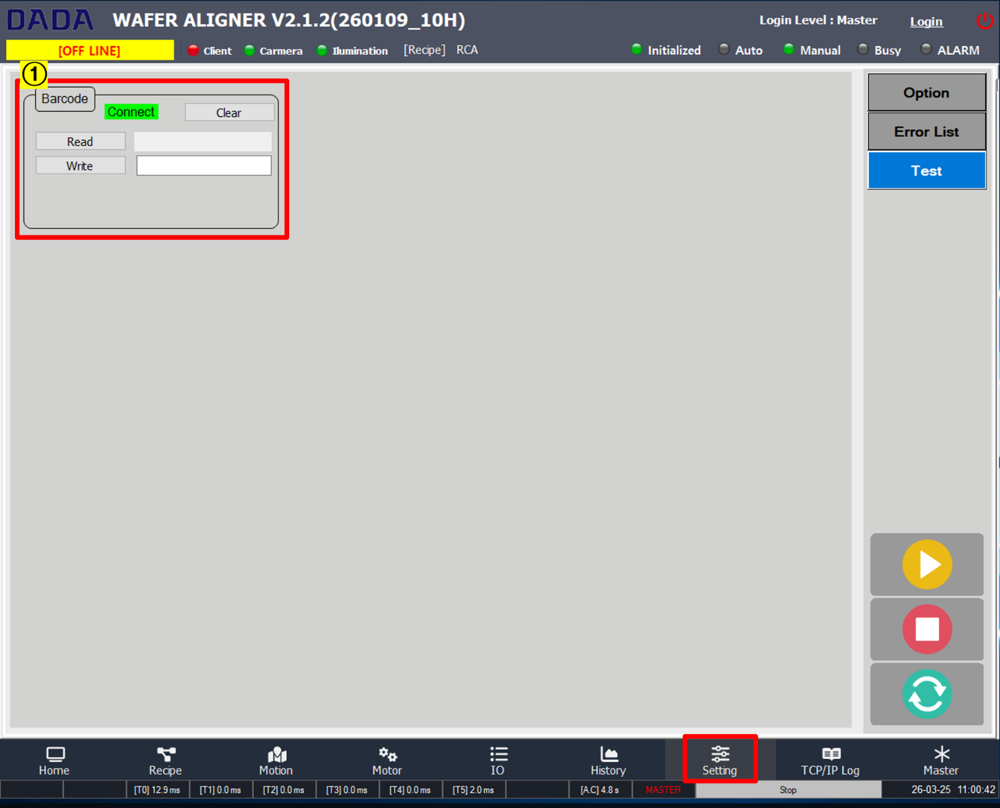 DADA WAFER ALIGNER V2.1.2(260109_10H) Login Level : Master Login
[OFF LINE] Client Carmera Ilumination [Recipe] RCA Initialized Auto Manual Busy ALARM
①
Barcode
Connect Clear
Read
Write
Option
Error List
Test
Home Recipe Motion Motor IO History Setting TCP/IP Log Master
[T0] 12.9 ms [T1] 0.0 ms [T2] 0.0 ms [T3] 0.0 ms [T4] 0.0 ms [T5] 2.0 ms [A.C] 4.8 s MASTER Stop 26-03-25 11:00:42